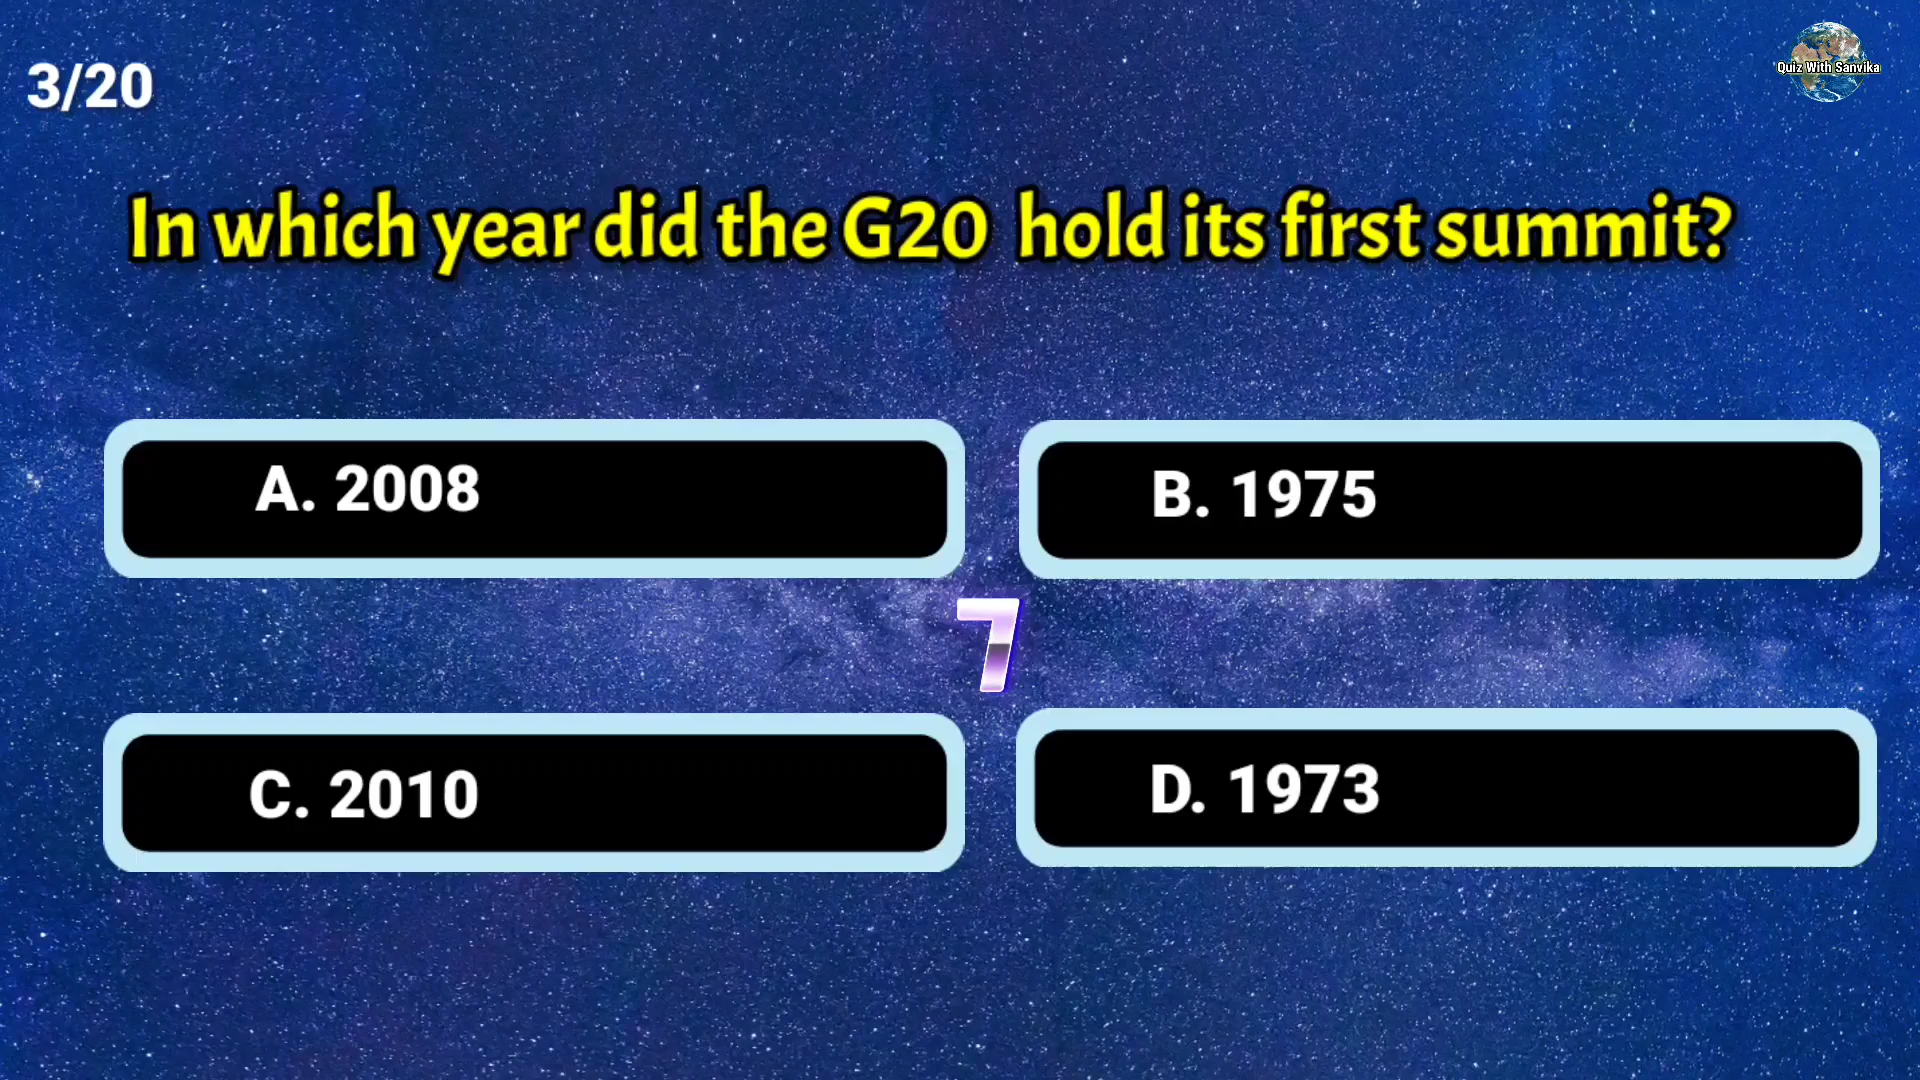 3/20
Quiz With Sanvika
In which year did the G20 hold its first summit?
A. 2008
B. 1975
7
C. 2010
D. 1973